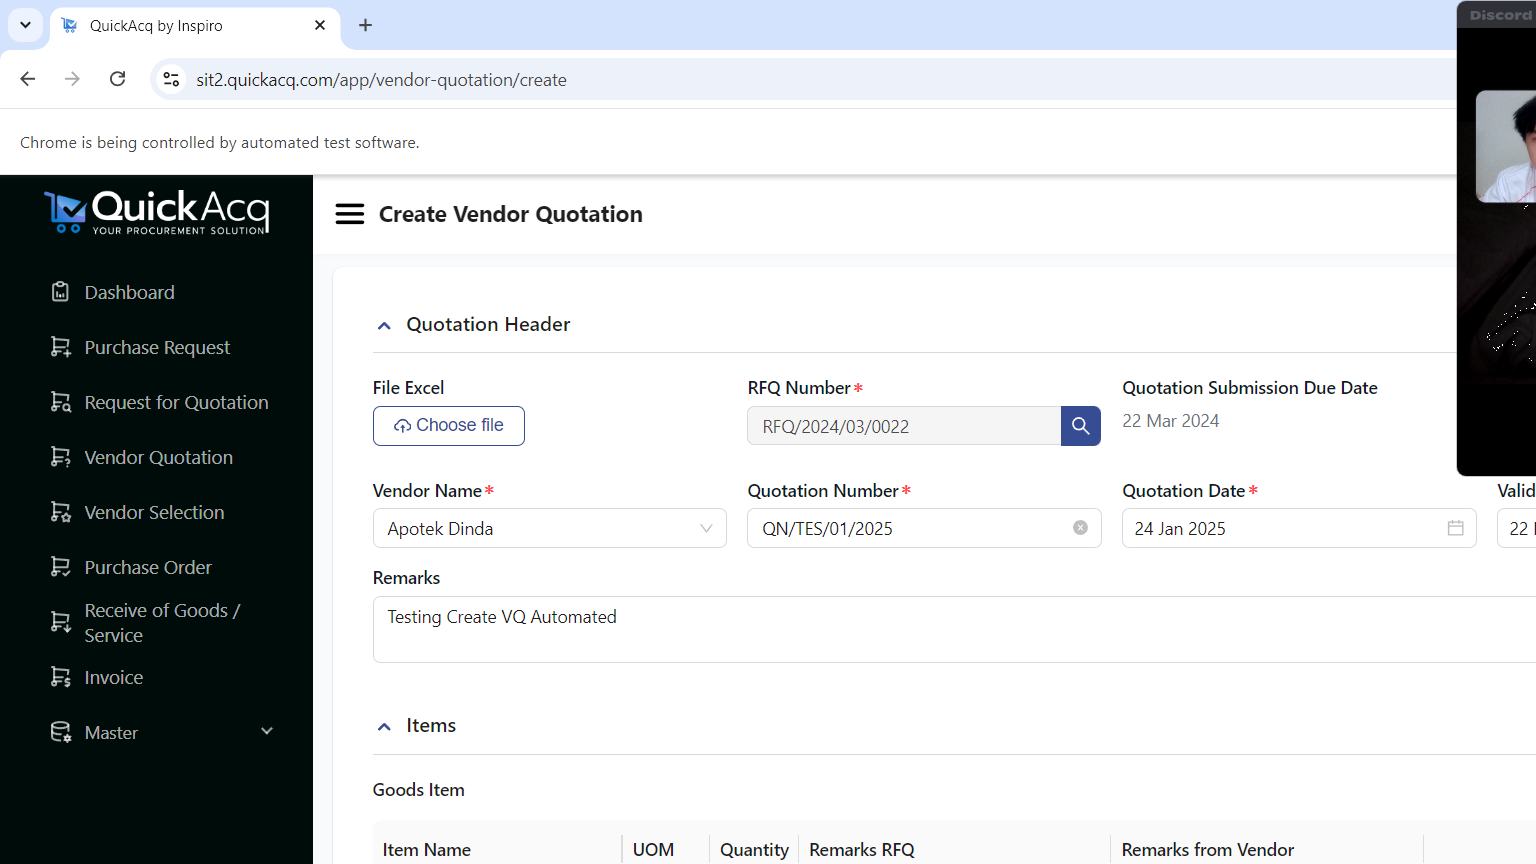 QuickAcq by Inspiro
Discord
sit2.quickacq.com/app/vendor-quotation/create
Chrome is being controlled by automated test software.
QuickAcq
YOUR PROCUREMENT SOLUTION
Create Vendor Quotation
Dashboard
Purchase Request
Request for Quotation
Vendor Quotation
Vendor Selection
Purchase Order
Receive of Goods /
Service
Invoice
Master
Quotation Header
File Excel
RFQ Number*
Quotation Submission Due Date
Choose file
RFQ/2024/03/0022
22 Mar 2024
Vendor Name*
Quotation Number*
Quotation Date*
Valid
Apotek Dinda
QN/TES/01/2025
24 Jan 2025
22
Remarks
Testing Create VQ Automated
Items
Goods Item
Item Name
UOM
Quantity
Remarks RFQ
Remarks from Vendor